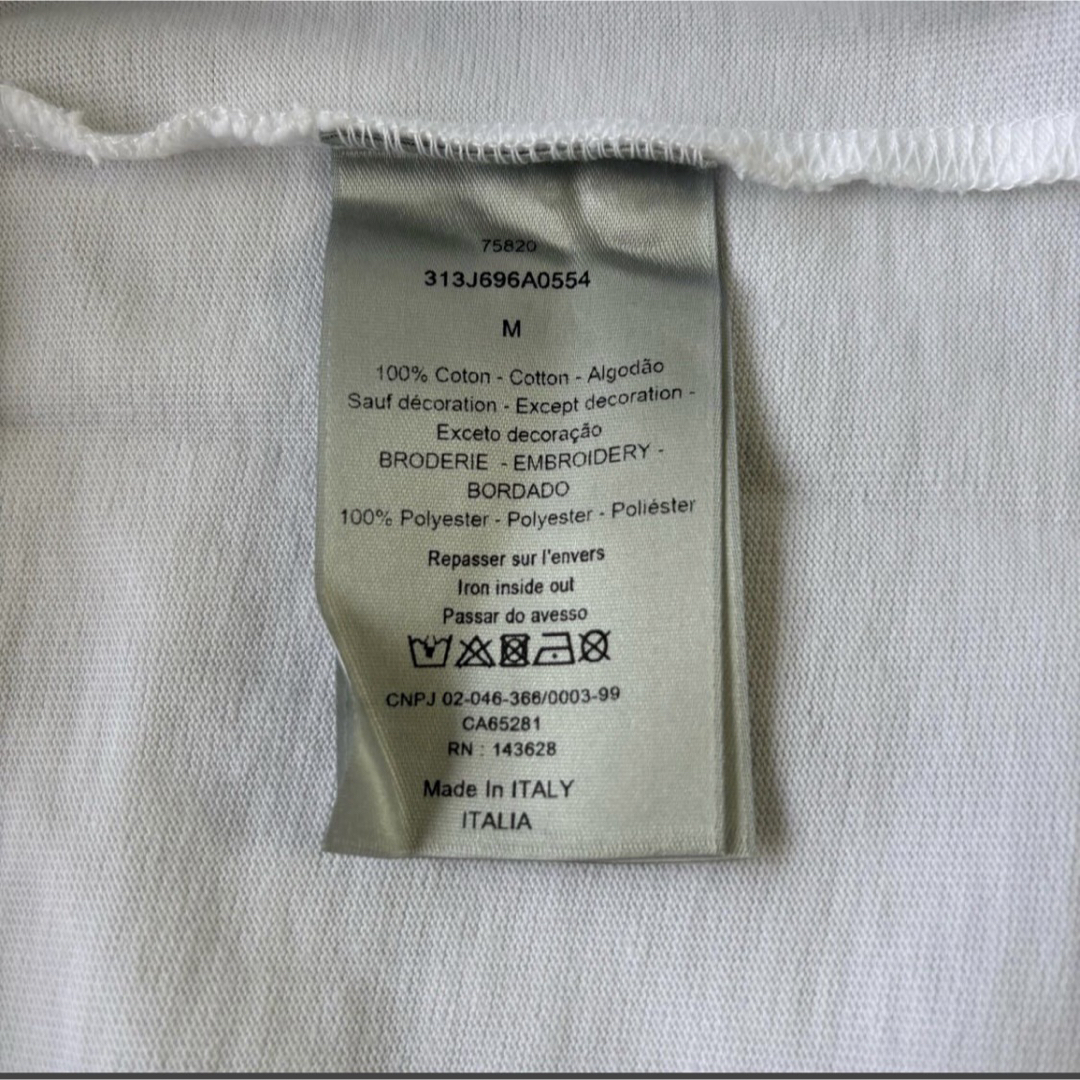 75820
313J696A0554
M
100% Coton - Cotton - Algodão
Sauf décoration - Except decoration -
Exceto decoração
BRODERIE - EMBROIDERY -
BORDADO
100% Polyester - Polyester - Poliéster
Repasser sur l'envers
Iron inside out
Passar do avesso
CNPJ 02-046-366/0003-99
CA65281
RN : 143628
Made In ITALY
ITALIA